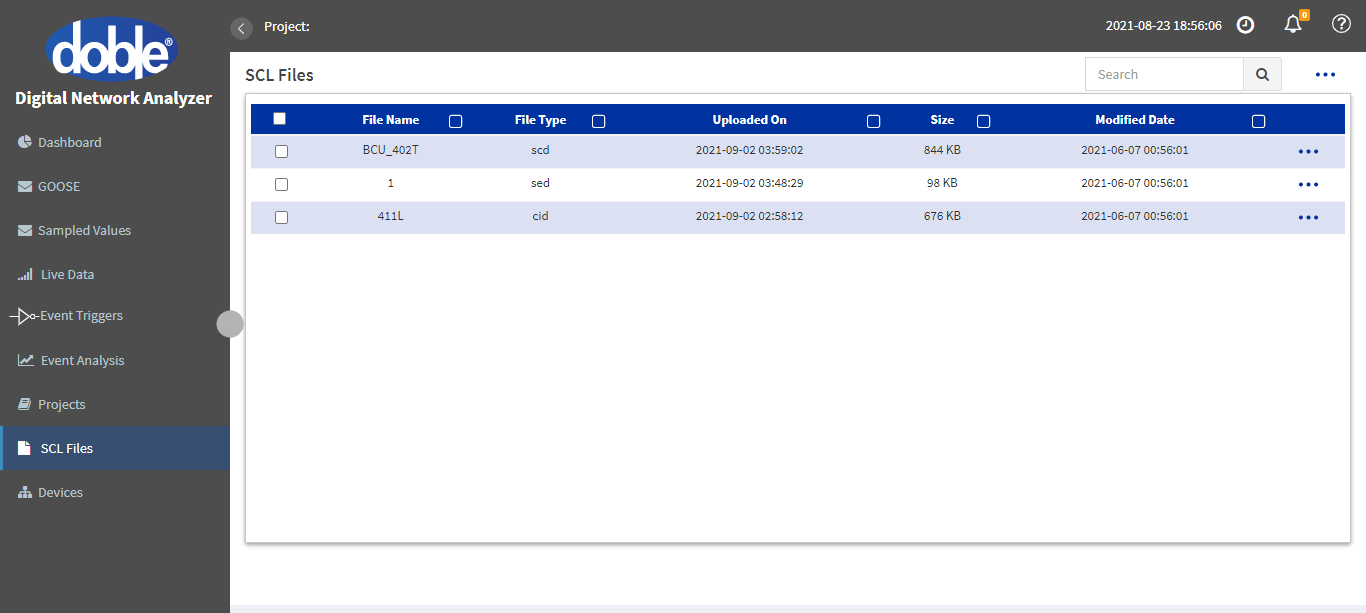 doble®
Digital Network Analyzer
Dashboard
GOOSE
Sampled Values
Live Data
Event Triggers
Event Analysis
Projects
SCL Files
Devices
Project:
2021-08-23 18:56:06
0
?
SCL Files
Search
File Name File Type Uploaded On Size Modified Date
BCU_402T scd 2021-09-02 03:59:02 844 KB 2021-06-07 00:56:01
1 sed 2021-09-02 03:48:29 98 KB 2021-06-07 00:56:01
411L cid 2021-09-02 02:58:12 676 KB 2021-06-07 00:56:01